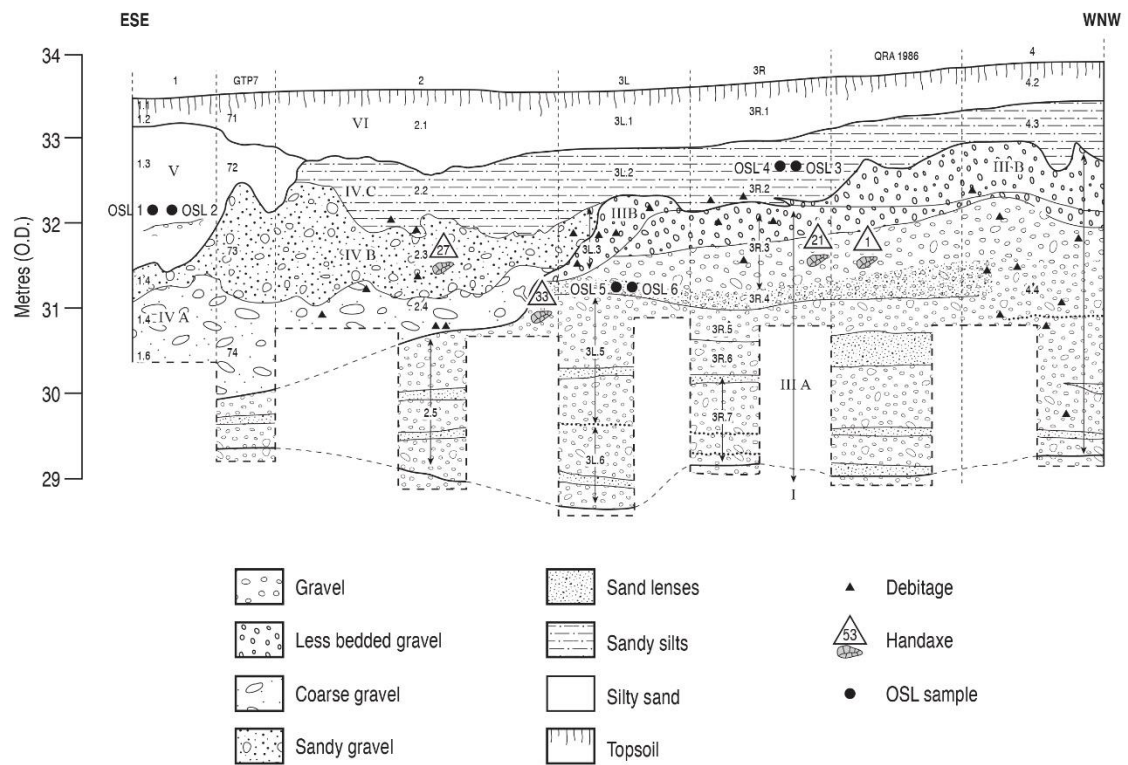 ESE
WNW
34
33
32
31
30
29
Metres (O.D.)
1
GTP7
2
3L
3R
QRA 1986
4
1.1
1.2
71
VI
2.1
3L.1
3R.1
4.2
4.3
1.3
V
72
IV.C
2.2
3L.2
OSL 4
OSL 3
3R.2
III B
OSL 1
OSL 2
IIIB
73
IV B
2.3
27
3L.3
3R.3
21
1
1.4
33
OSL 5
OSL 6
3R.4
4.4
1.4
IV A
2.4
1.6
74
3R.5
3L.5
3R.6
III A
2.5
3R.7
3L.6
I
Gravel
Less bedded gravel
Coarse gravel
Sandy gravel
Sand lenses
Sandy silts
Silty sand
Topsoil
Debitage
53
Handaxe
OSL sample